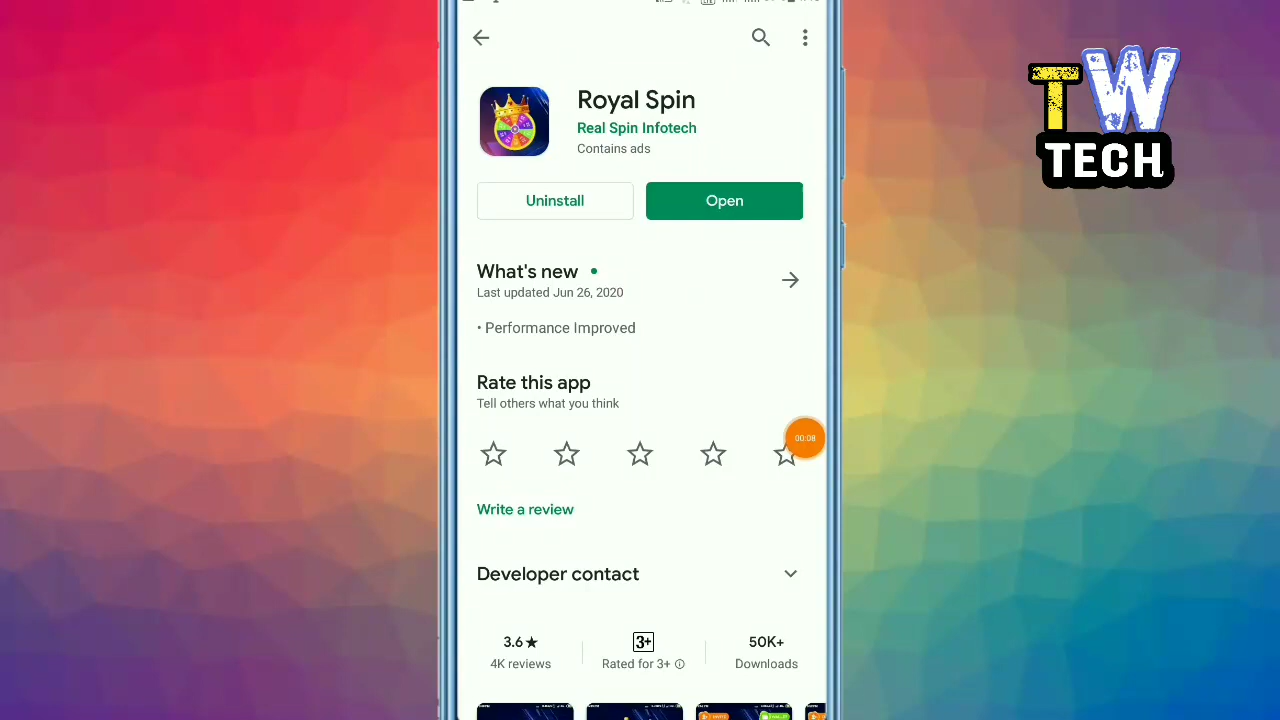 Royal Spin
Real Spin Infotech
Contains ads
Uninstall
Open
What's new
Last updated Jun 26, 2020
• Performance Improved
Rate this app
Tell others what you think
00:08
Write a review
Developer contact
3.6★
4K reviews
3+
Rated for 3+
50K+
Downloads
TW
TECH